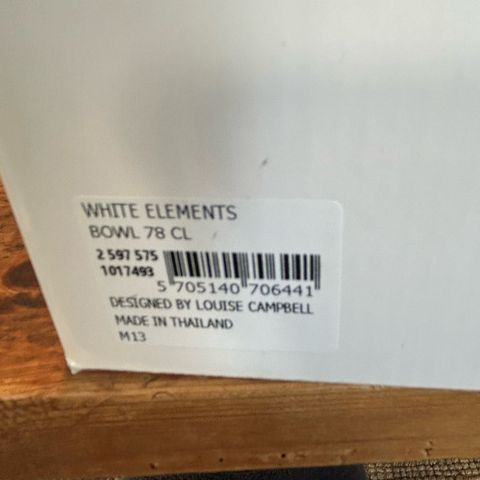 WHITE ELEMENTS
BOWL 78 CL
2 597 575
1017493
5 705140 706441
DESIGNED BY LOUISE CAMPBELL
MADE IN THAILAND
M13